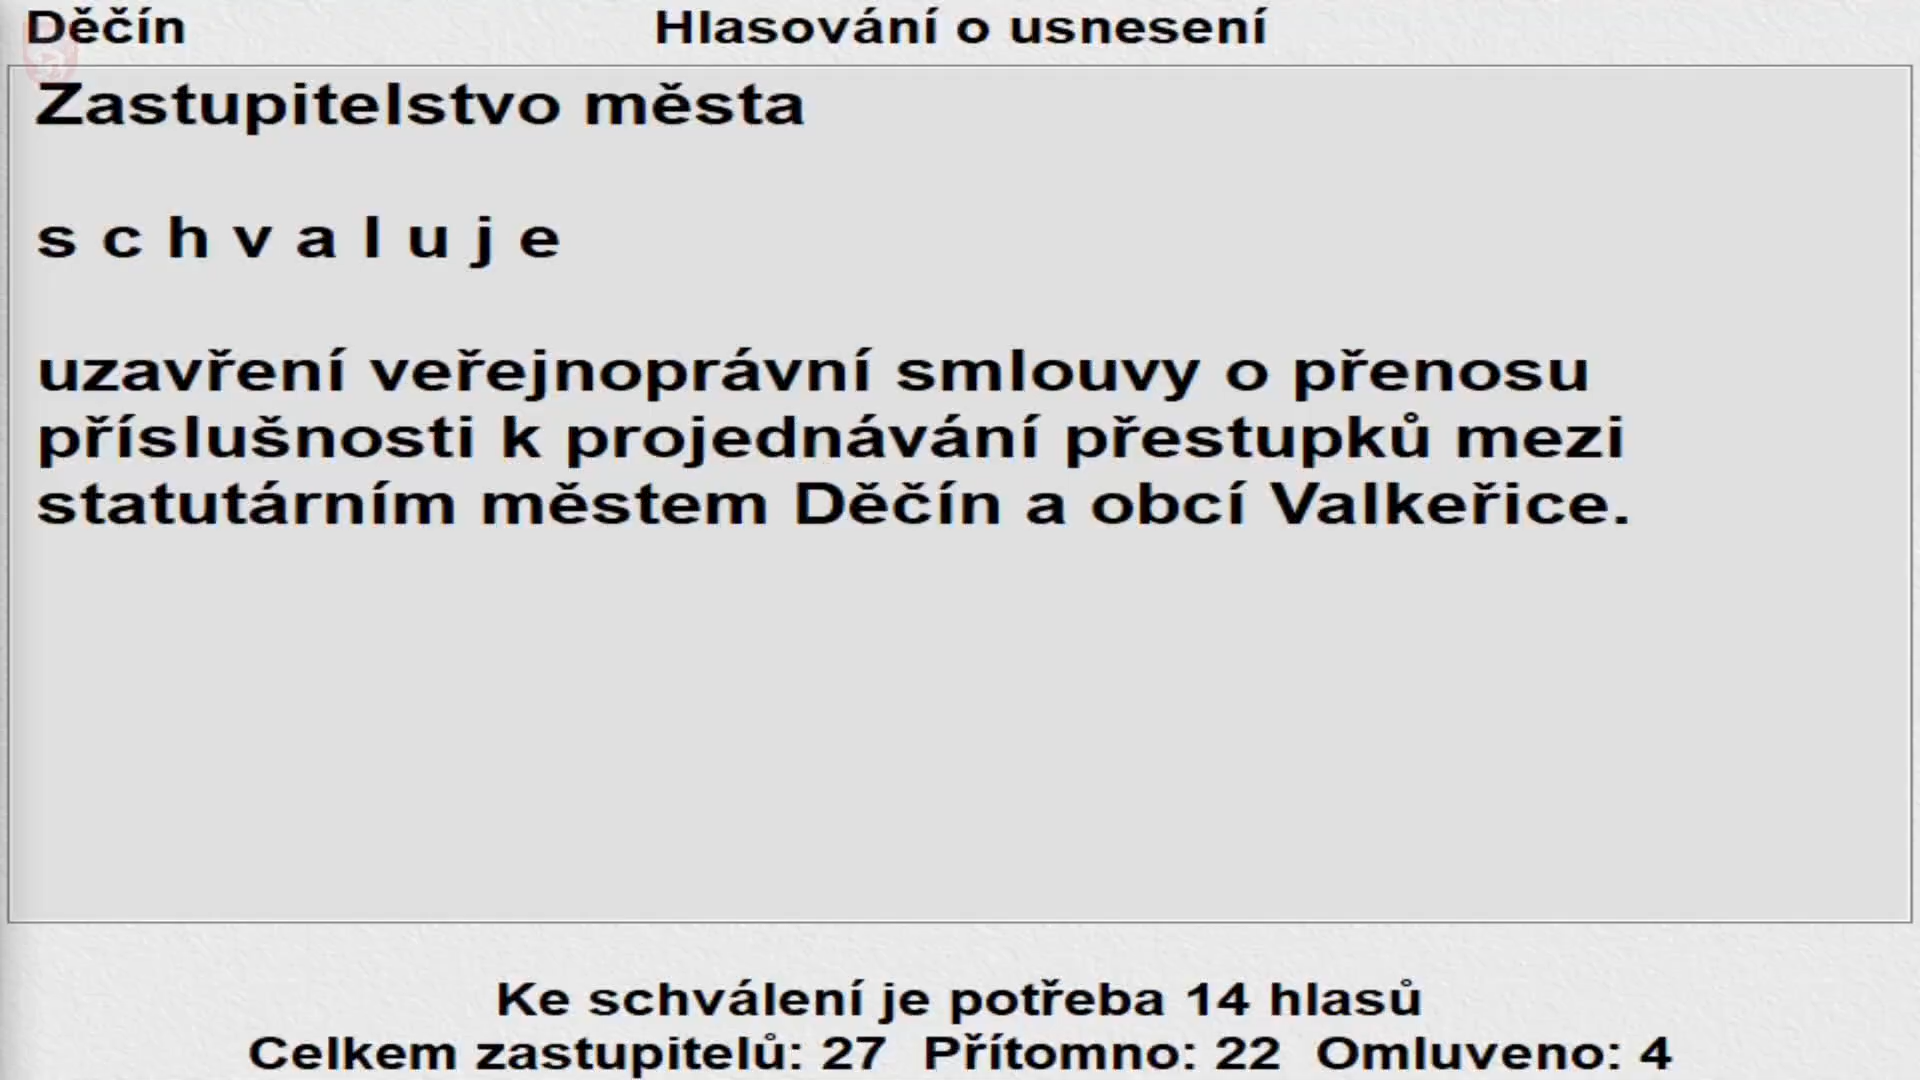 Děčín
Hlasování o usnesení
Zastupitelstvo města
s c h v a l u j e
uzavření veřejnoprávní smlouvy o přenosu
příslušnosti k projednávání přestupků mezi
statutárním městem Děčín a obcí Valkeřice.
Ke schválení je potřeba 14 hlasů
Celkem zastupitelů: 27 Přítomno: 22 Omluveno: 4